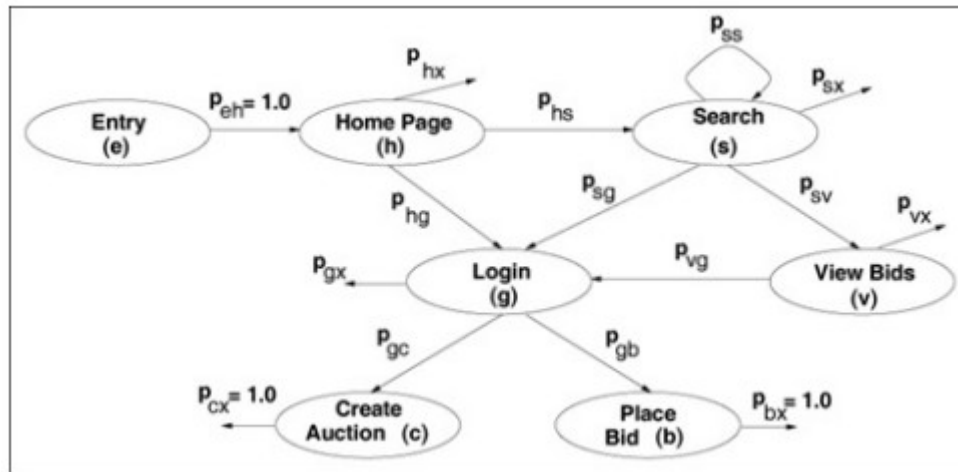 p_ss
p_hx
p_sx
p_eh = 1.0
p_hs
Entry
(e)
Home Page
(h)
Search
(s)
p_hg
p_sg
p_sv
p_vx
p_gx
Login
(g)
p_vg
View Bids
(v)
p_gc
p_gb
p_cx = 1.0
Create
Auction (c)
Place
Bid (b)
p_bx = 1.0